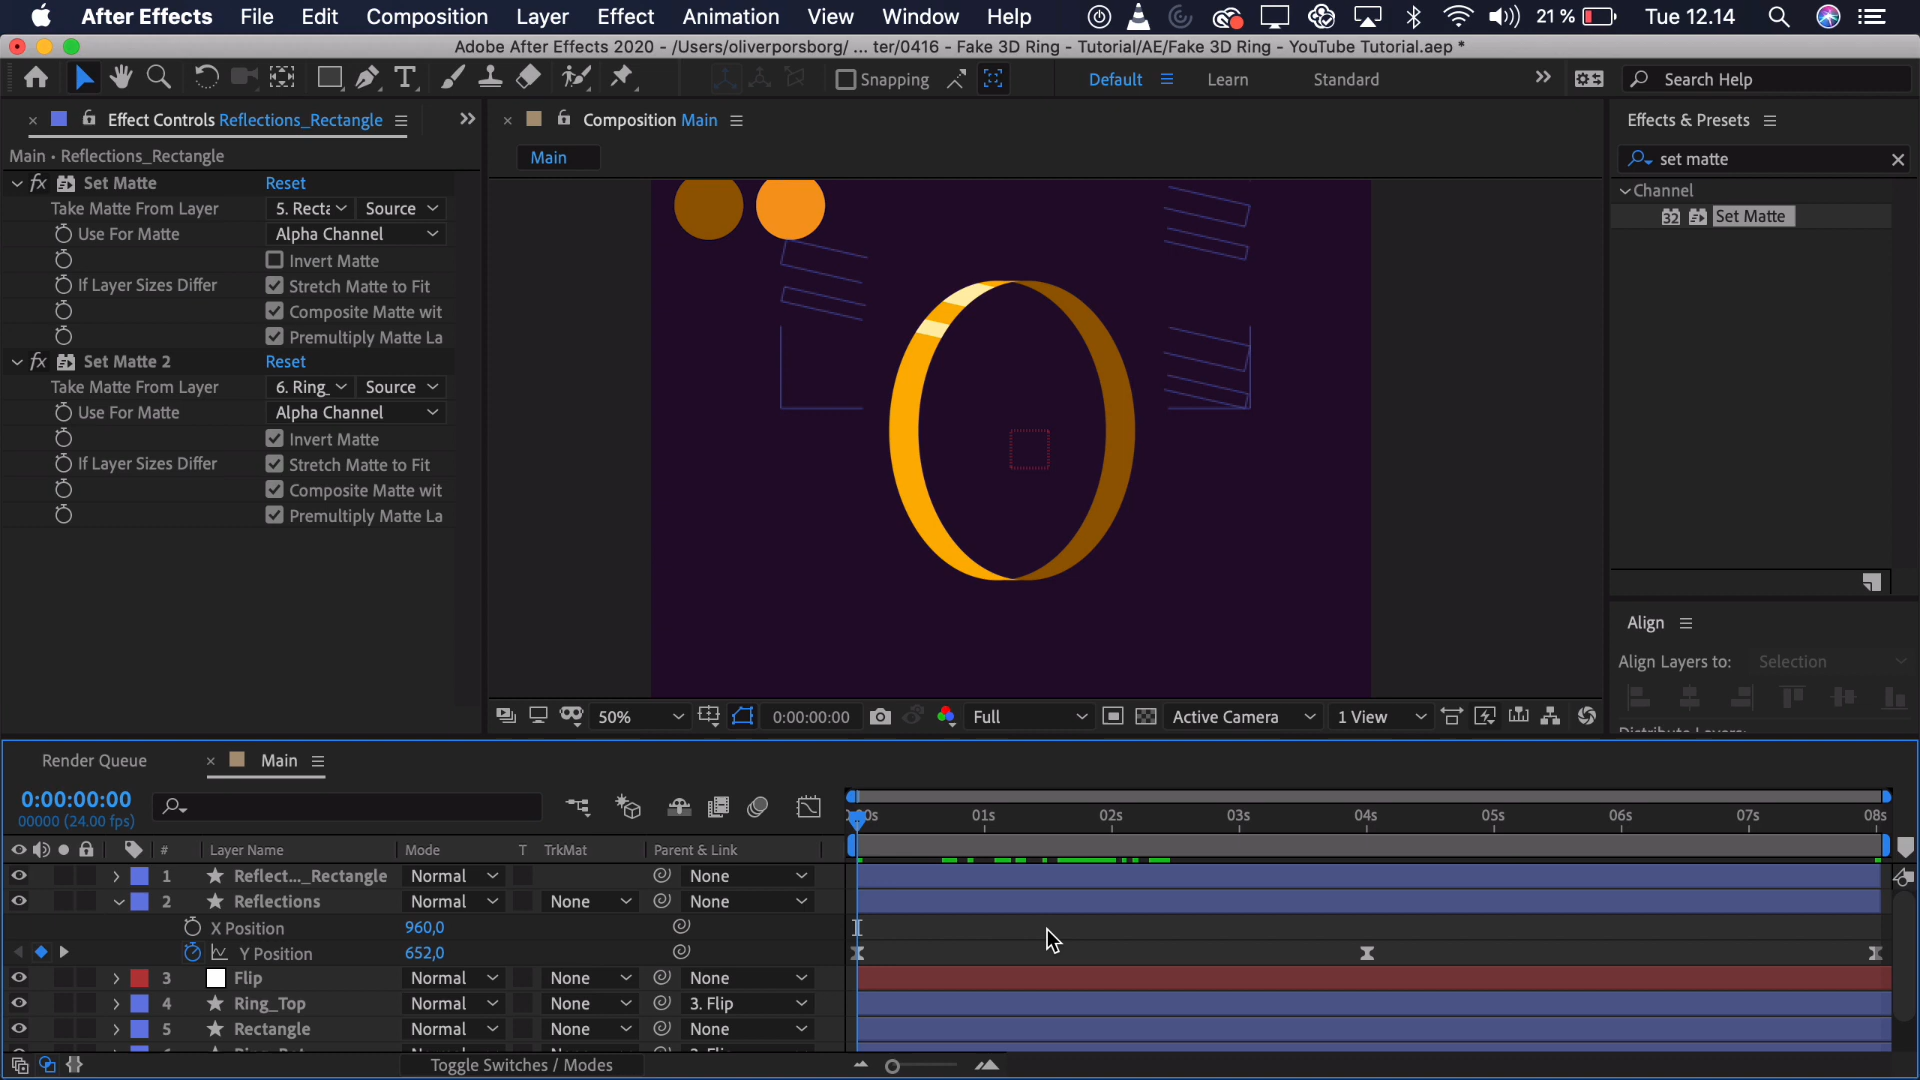 After Effects File Edit Composition Layer Effect Animation View Window Help 21 % Tue 12.14
Adobe After Effects 2020 - /Users/oliverporsborg/ ... ter/0416 - Fake 3D Ring - Tutorial/AE/Fake 3D Ring - YouTube Tutorial.aep *
Snapping Default Learn Standard Search Help
Effect Controls Reflections_Rectangle
Composition Main
Effects & Presets
Main • Reflections_Rectangle
Main
set matte
fx Set Matte Reset
Channel
Take Matte From Layer 5. Recta Source
32 Set Matte
Use For Matte Alpha Channel
Invert Matte
If Layer Sizes Differ Stretch Matte to Fit
Composite Matte wit
Premultiply Matte La
fx Set Matte 2 Reset
Take Matte From Layer 6. Ring_ Source
Use For Matte Alpha Channel
Invert Matte
If Layer Sizes Differ Stretch Matte to Fit
Composite Matte wit
Premultiply Matte La
Align
Align Layers to: Selection
50% 0:00:00:00 Full Active Camera 1 View
Render Queue Main
0:00:00:00
00000 (24.00 fps)
01s 02s 03s 04s 05s 06s 07s 08s
# Layer Name Mode T TrkMat Parent & Link
1 Reflect..._Rectangle Normal None
2 Reflections Normal None None
X Position 960,0
Y Position 652,0
3 Flip Normal None None
4 Ring_Top Normal None 3. Flip
5 Rectangle Normal None None
Toggle Switches / Modes